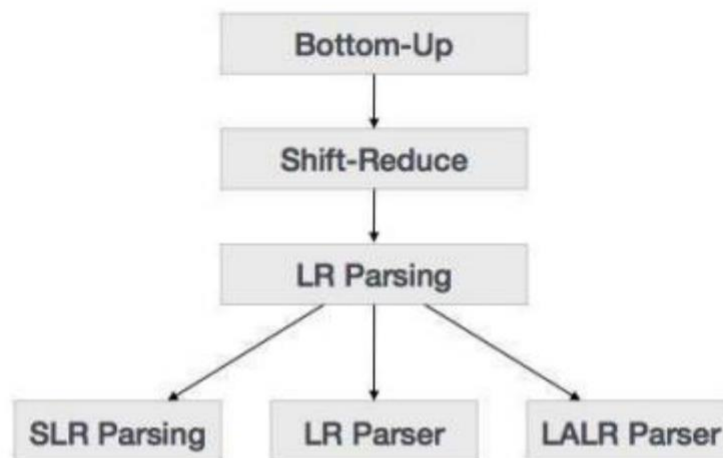 Bottom-Up
Shift-Reduce
LR Parsing
SLR Parsing
LR Parser
LALR Parser